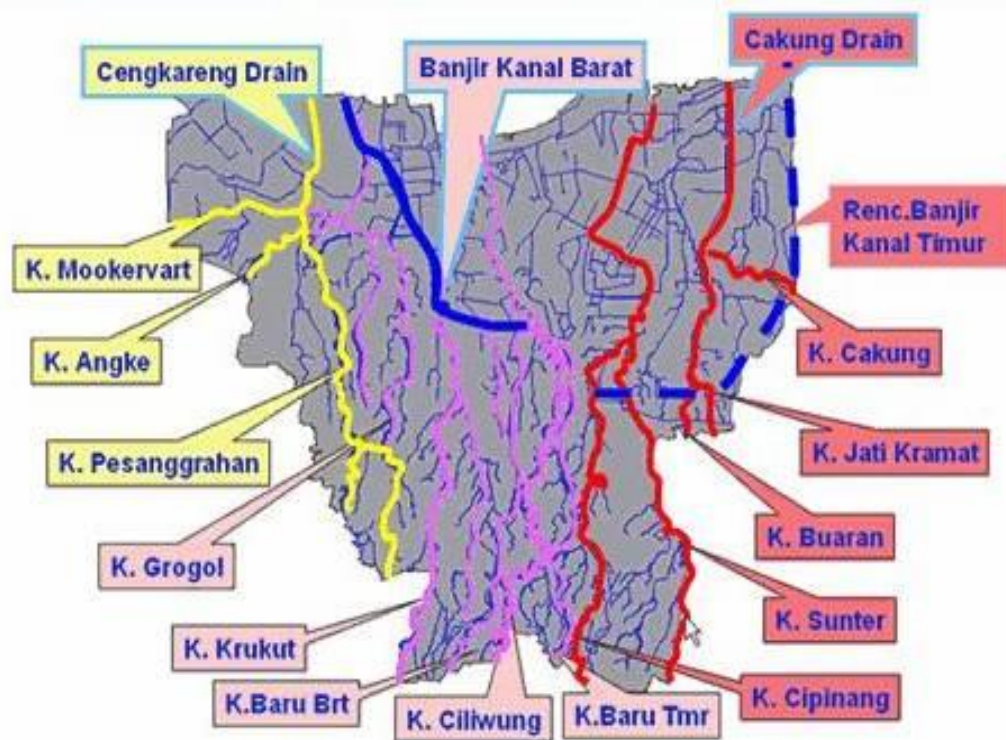 Cengkareng Drain
Banjir Kanal Barat
Cakung Drain
Renc.Banjir
Kanal Timur
K. Mookervart
K. Angke
K. Cakung
K. Pesanggrahan
K. Jati Kramat
K. Grogol
K. Buaran
K. Sunter
K. Krukut
K.Baru Brt
K. Ciliwung
K.Baru Tmr
K. Cipinang